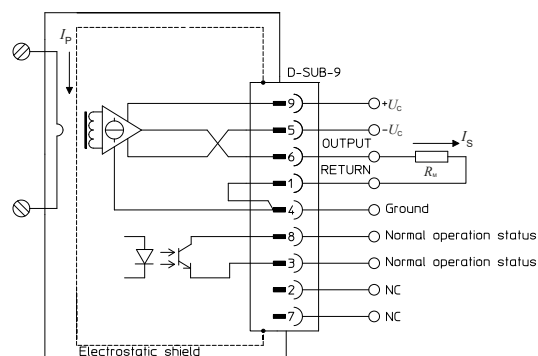 I_P
D-SUB-9
9 +U_C
5 -U_C
OUTPUT I_S
6
RETURN R_M
1
4 Ground
8 Normal operation status
3 Normal operation status
2 NC
7 NC
Electrostatic shield